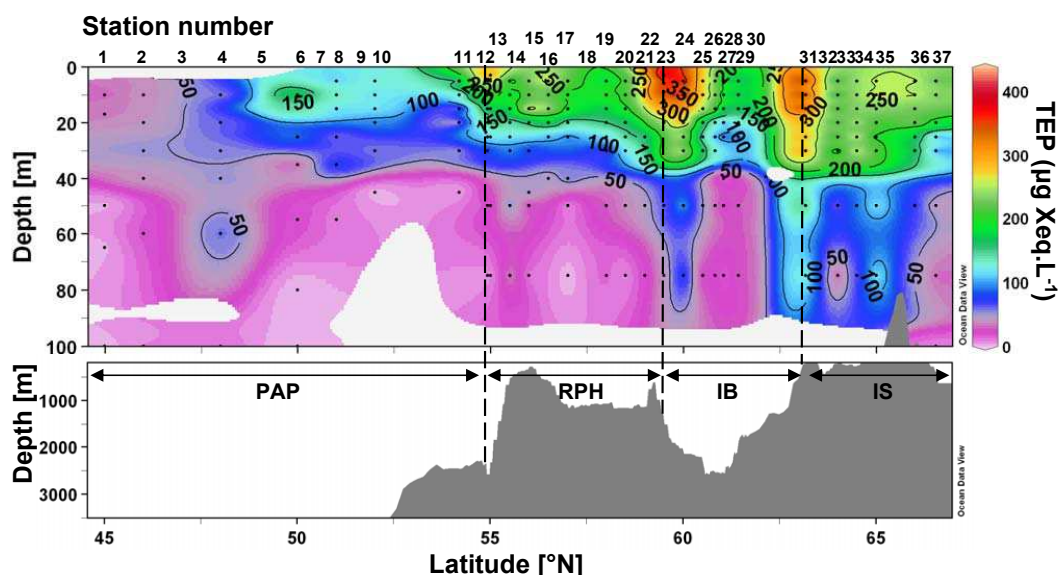 Station number
13 15 17 19 22 24 26 28 30
1 2 3 4 5 6 7 8 9 10 11 12 14 16 18 20 21 23 25 27 29 31 32 33 34 35 36 37
0
20
40
60
80
100
Depth [m]
50 150 100 50 200 250 150 250 100 150 50 250 350 300 100 50 150 200 300 200 250 100 50 100 50
400
300
200
100
0
TEP (µg Xeq.L-1)
Ocean Data View
PAP RPH IB IS
1000
2000
3000
Depth [m]
Ocean Data View
45 50 55 60 65
Latitude [°N]